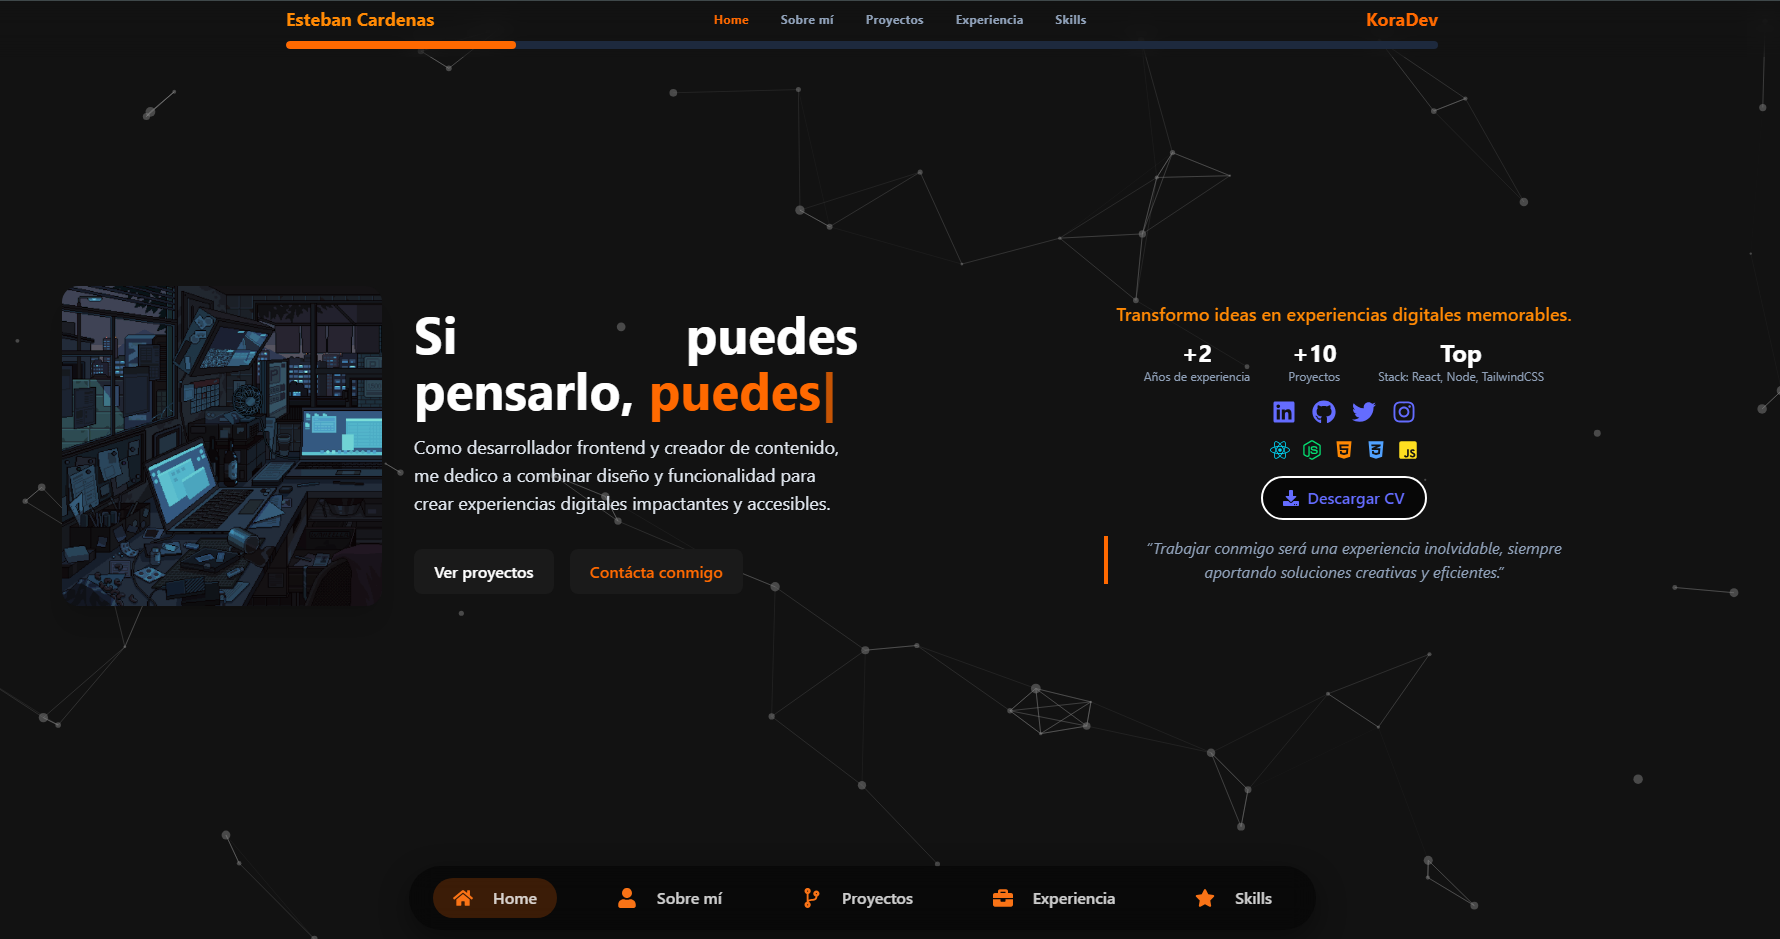 Esteban Cardenas
Home Sobre mí Proyectos Experiencia Skills
KoraDev
Si puedes
pensarlo, puedes|
Como desarrollador frontend y creador de contenido,
me dedico a combinar diseño y funcionalidad para
crear experiencias digitales impactantes y accesibles.
Ver proyectos
Contácta conmigo
Transformo ideas en experiencias digitales memorables.
+2
Años de experiencia
+10
Proyectos
Top
Stack: React, Node, TailwindCSS
JS
Descargar CV
“Trabajar conmigo será una experiencia inolvidable, siempre
aportando soluciones creativas y eficientes.”
Home Sobre mí Proyectos Experiencia Skills